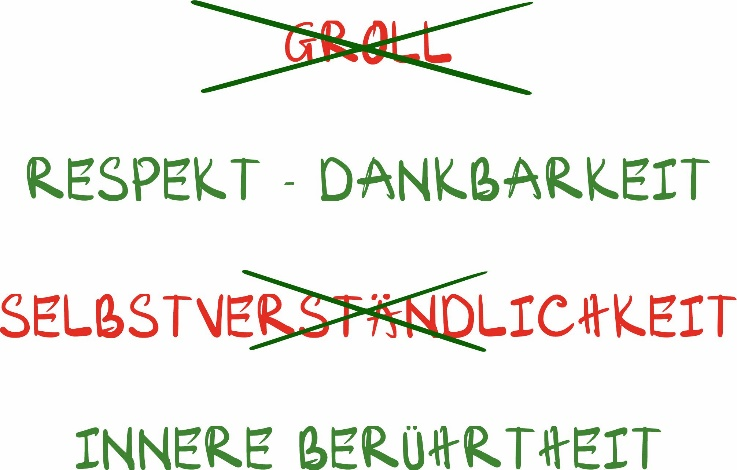 GROLL
RESPEKT - DANKBARKEIT
SELBSTVERSTÄNDLICHKEIT
INNERE BERÜHRTHEIT